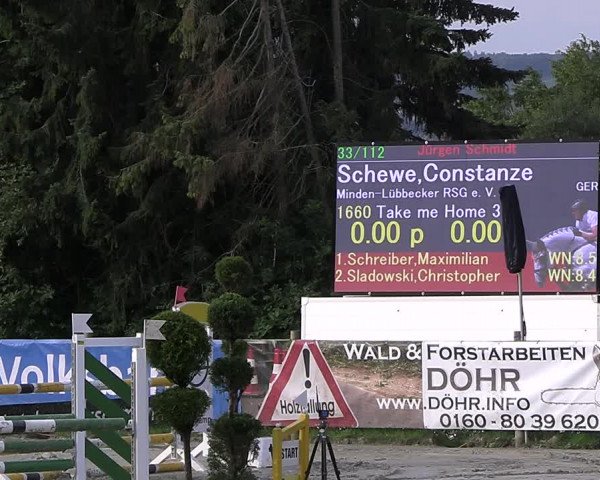 33/112 Jürgen Schmidt
Schewe,Constanze
Minden-Lübbecker RSG e. V.
GER
1660 Take me Home 3
0.00 p 0.00
1.Schreiber,Maximilian WN:8.5
2.Sladowski,Christopher WN:8.4
Volksba
WALD & FORSTARBEITEN
DÖHR
www. DÖHR.INFO
0160 - 80 39 620
!
START